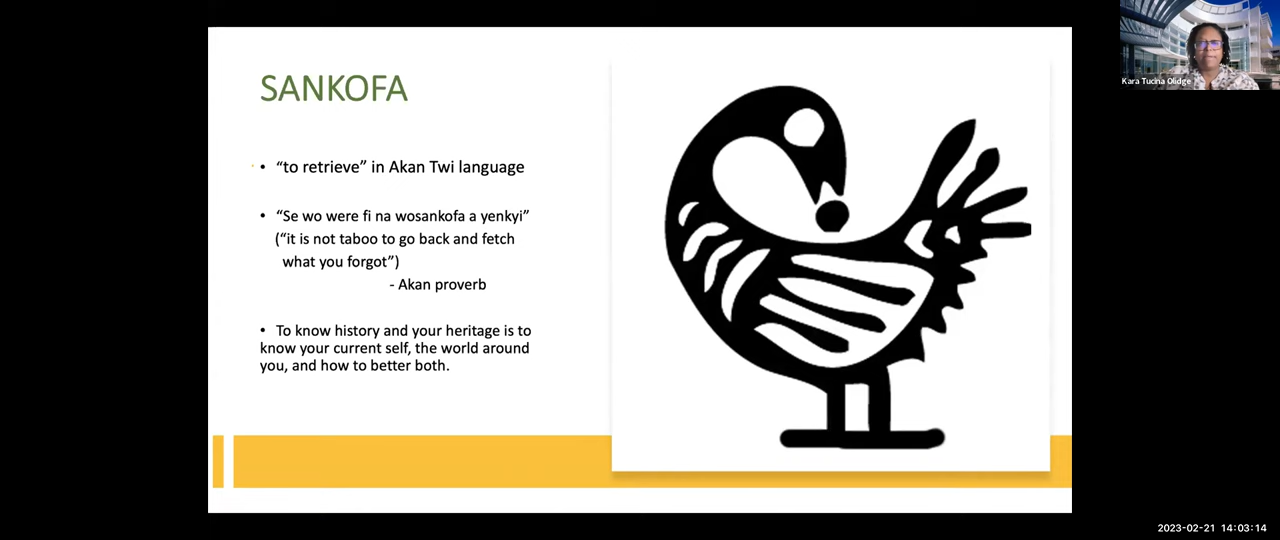 SANKOFA
• “to retrieve” in Akan Twi language
• “Se wo were fi na wosankofa a yenkyi”
(“it is not taboo to go back and fetch
what you forgot”)
- Akan proverb
• To know history and your heritage is to
know your current self, the world around
you, and how to better both.
Kara Tucina Olidge
2023-02-21 14:03:14